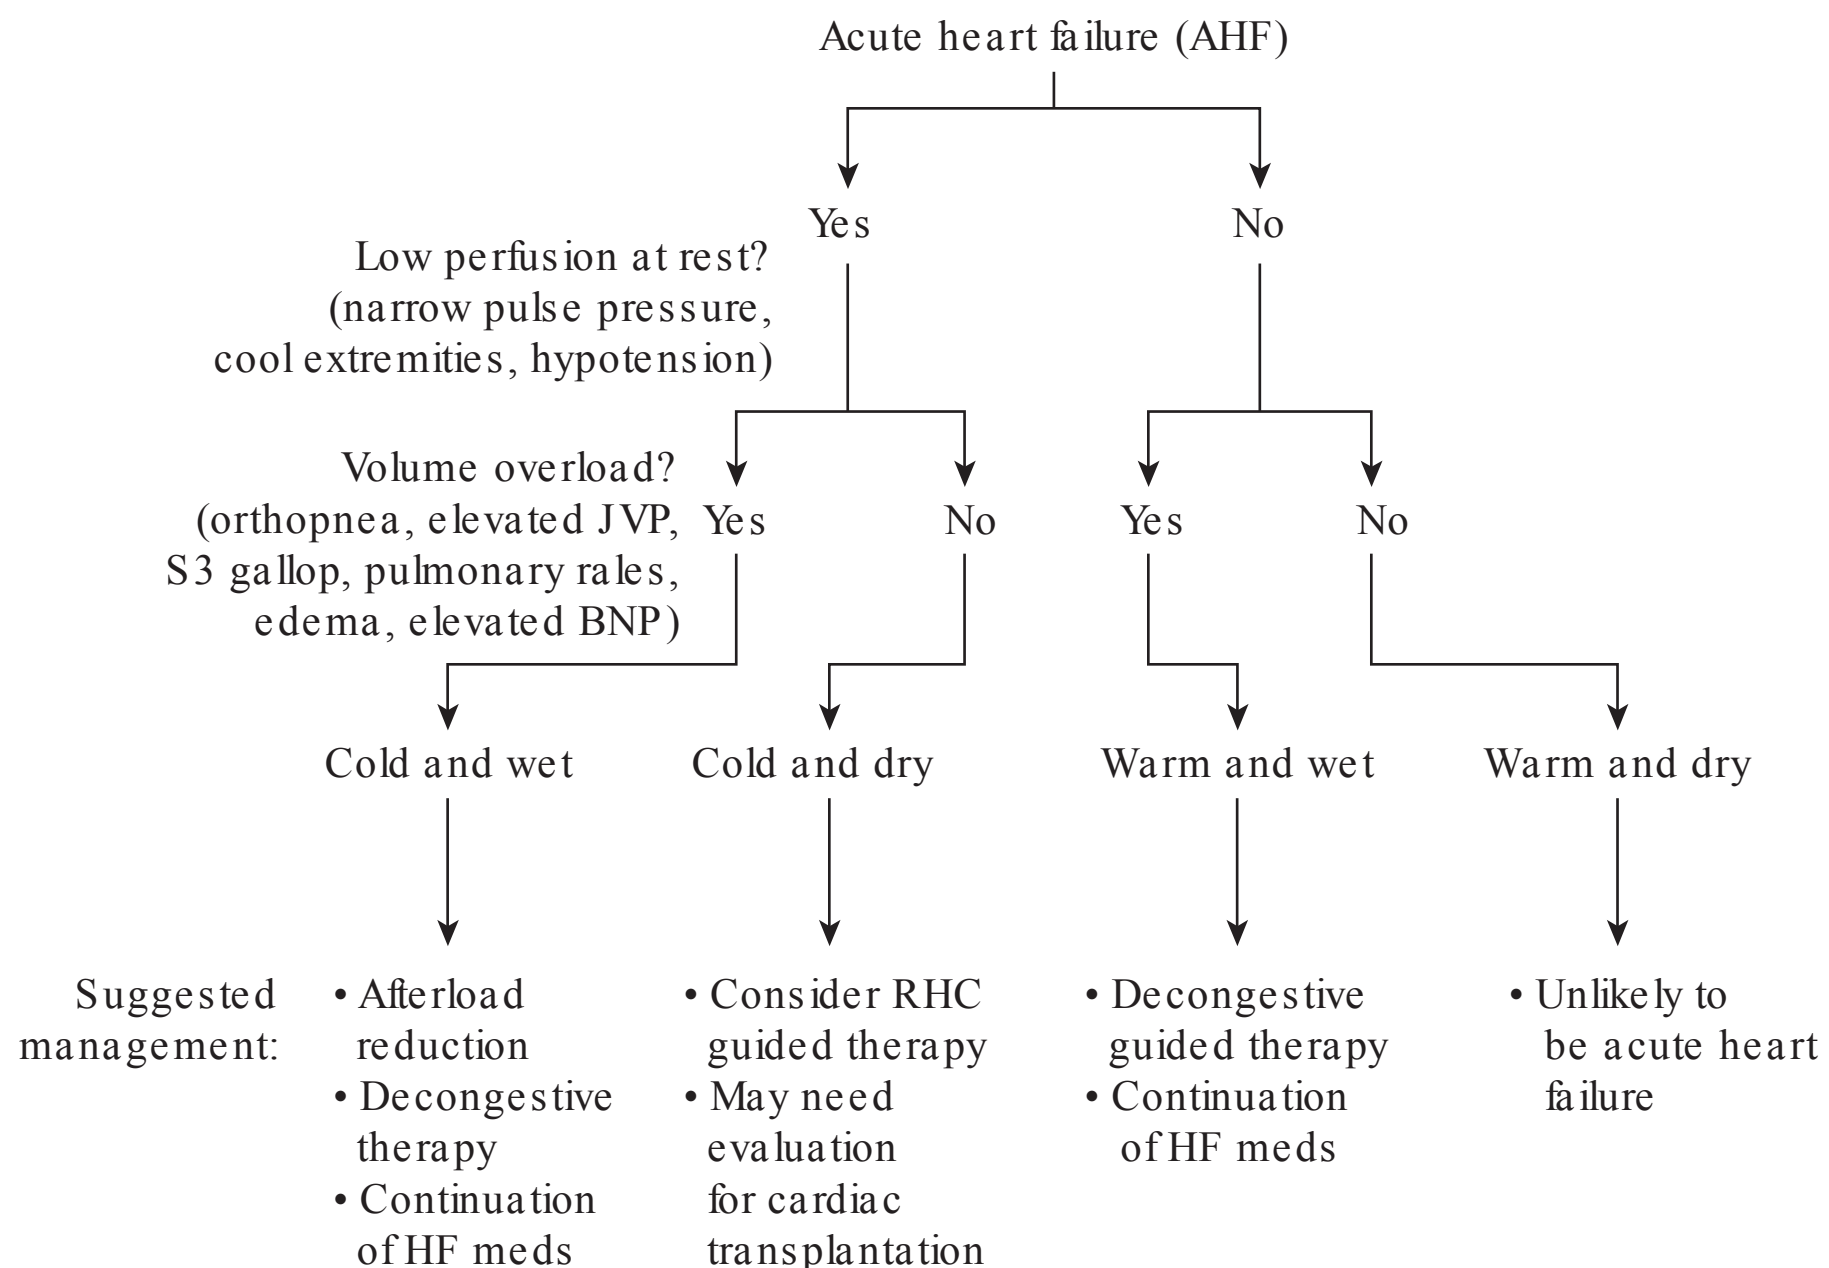 Acute heart failure (AHF)
Yes
No
Low perfusion at rest?
(narrow pulse pressure,
cool extremities, hypotension)
Volume overload?
(orthopnea, elevated JVP,
S3 gallop, pulmonary rales,
edema, elevated BNP)
Yes
No
Yes
No
Cold and wet
Cold and dry
Warm and wet
Warm and dry
Suggested
management:
• Afterload
reduction
• Decongestive
therapy
• Continuation
of HF meds
• Consider RHC
guided therapy
• May need
evaluation
for cardiac
transplantation
• Decongestive
guided therapy
• Continuation
of HF meds
• Unlikely to
be acute heart
failure